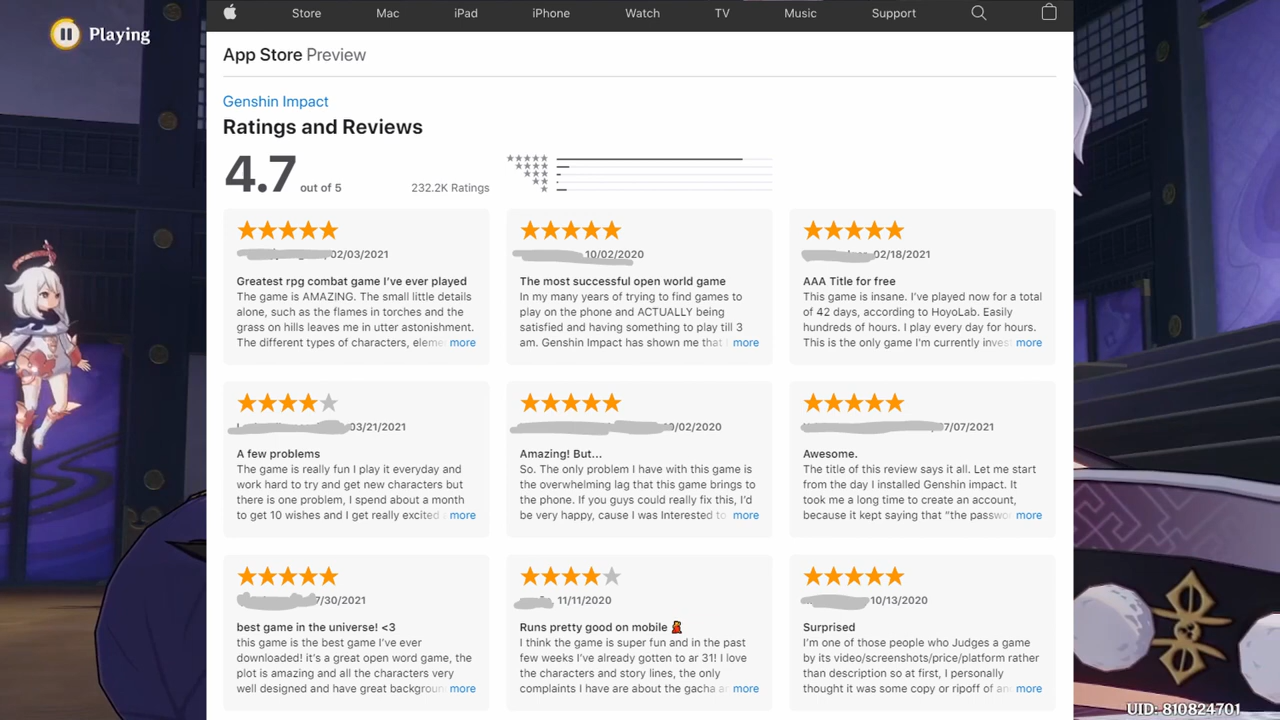 Playing
Store Mac iPad iPhone Watch TV Music Support
App Store Preview
Genshin Impact
Ratings and Reviews
4.7 out of 5
232.2K Ratings
02/03/2021
Greatest rpg combat game I've ever played
The game is AMAZING. The small little details
alone, such as the flames in torches and the
grass on hills leaves me in utter astonishment.
The different types of characters, more
10/02/2020
The most successful open world game
In my many years of trying to find games to
play on the phone and ACTUALLY being
satisfied and having something to play till 3
am. Genshin Impact has shown me that more
02/18/2021
AAA Title for free
This game is insane. I've played now for a total
of 42 days, according to HoyoLab. Easily
hundreds of hours. I play every day for hours.
This is the only game I'm currently more
03/21/2021
A few problems
The game is really fun I play it everyday and
work hard to try and get new characters but
there is one problem, I spend about a month
to get 10 wishes and I get really excited more
/02/2020
Amazing! But...
So. The only problem I have with this game is
the overwhelming lag that this game brings to
the phone. If you guys could really fix this, I'd
be very happy, cause I was Interested to more
7/07/2021
Awesome.
The title of this review says it all. Let me start
from the day I installed Genshin impact. It
took me a long time to create an account,
because it kept saying that "the more
7/30/2021
best game in the universe! <3
this game is the best game I've ever
downloaded! it's a great open word game, the
plot is amazing and all the characters very
well designed and have great more
11/11/2020
Runs pretty good on mobile 💃
I think the game is super fun and in the past
few weeks I've already gotten to ar 31! I love
the characters and story lines, the only
complaints I have are about the gacha more
10/13/2020
Surprised
I'm one of those people who Judges a game
by its video/screenshots/price/platform rather
than description so at first, I personally
thought it was some copy or ripoff of more
UID: 810824701